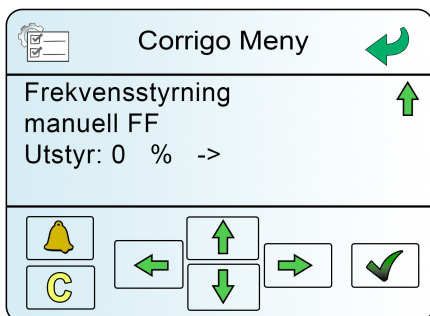 Corrigo Meny
Frekvensstyrning
manuell FF
Utstyr: 0 % ->
C